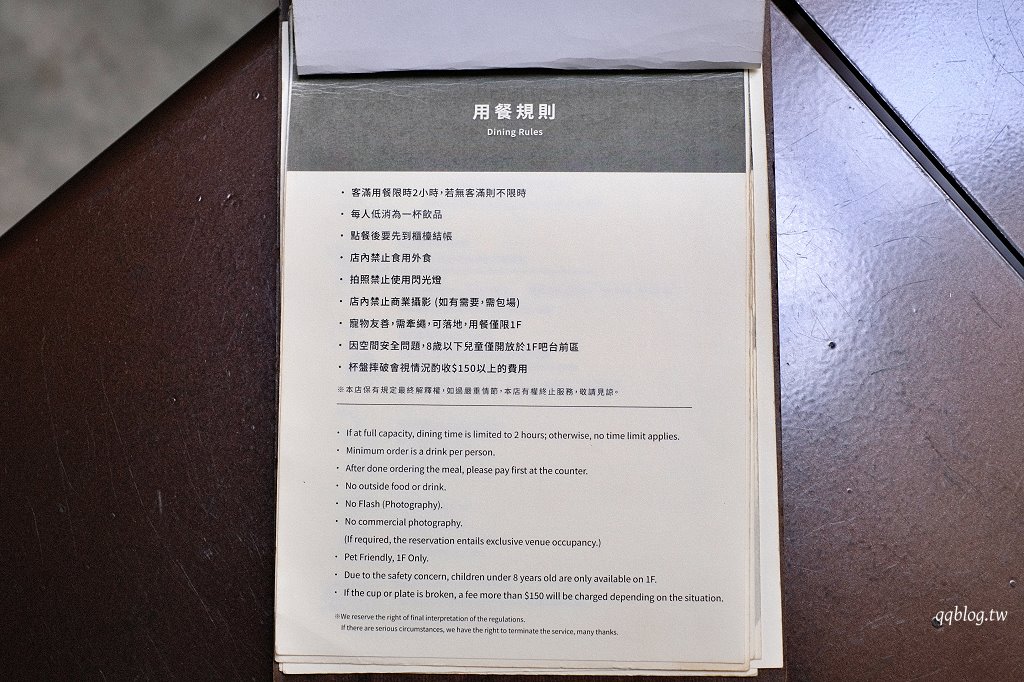 用餐規則
Dining Rules
・客滿用餐限時2小時,若無客滿則不限時
・每人低消為一杯飲品
・點餐後要先到櫃檯結帳
・店內禁止食用外食
・拍照禁止使用閃光燈
・店內禁止商業攝影 (如有需要,需包場)
・寵物友善,需牽繩,可落地,用餐僅限1F
・因空間安全問題,8歲以下兒童僅開放於1F吧台前區
・杯盤摔破會視情況酌收$150以上的費用
※本店保有規定最終解釋權,如過嚴重情節,本店有權終止服務,敬請見諒。
・If at full capacity, dining time is limited to 2 hours; otherwise, no time limit applies.
・Minimum order is a drink per person.
・After done ordering the meal, please pay first at the counter.
・No outside food or drink.
・No Flash (Photography).
・No commercial photography.
(If required, the reservation entails exclusive venue occupancy.)
・Pet Friendly, 1F Only.
・Due to the safety concern, children under 8 years old are only available on 1F.
・If the cup or plate is broken, a fee more than $150 will be charged depending on the situation.
※We reserve the right of final interpretation of the regulations.
If there are serious circumstances, we have the right to terminate the service, many thanks.
qqblog.tw